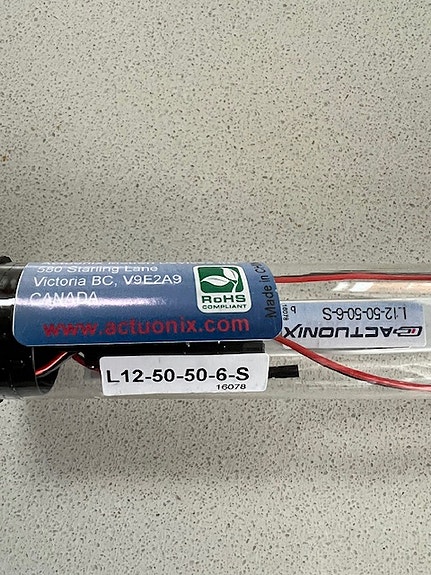 580 Starling Lane
Victoria BC, V9E2A9
CANADA
RoHS
COMPLIANT
www.actuonix.com
L12-50-50-6-S
16078
ACTUONIX
L12-50-50-6-S
16078